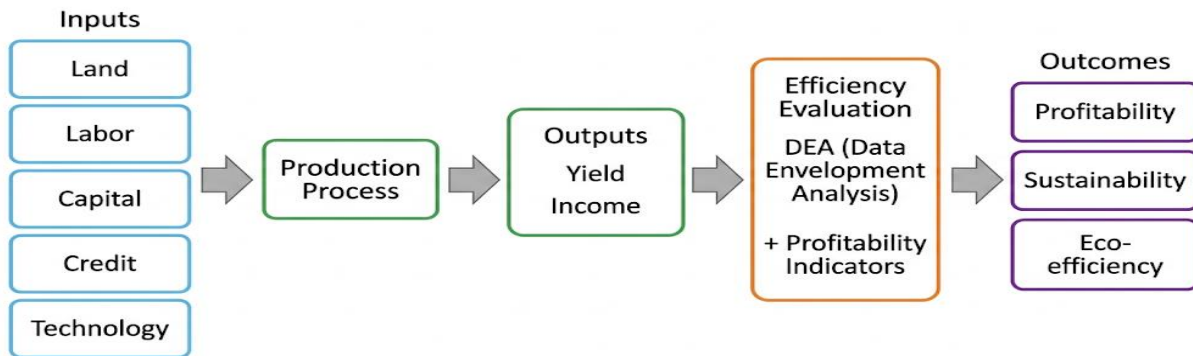 Inputs
Land
Labor
Capital
Credit
Technology
Production
Process
Outputs
Yield
Income
Efficiency
Evaluation
DEA (Data
Envelopment
Analysis)
+ Profitability
Indicators
Outcomes
Profitability
Sustainability
Eco-
efficiency